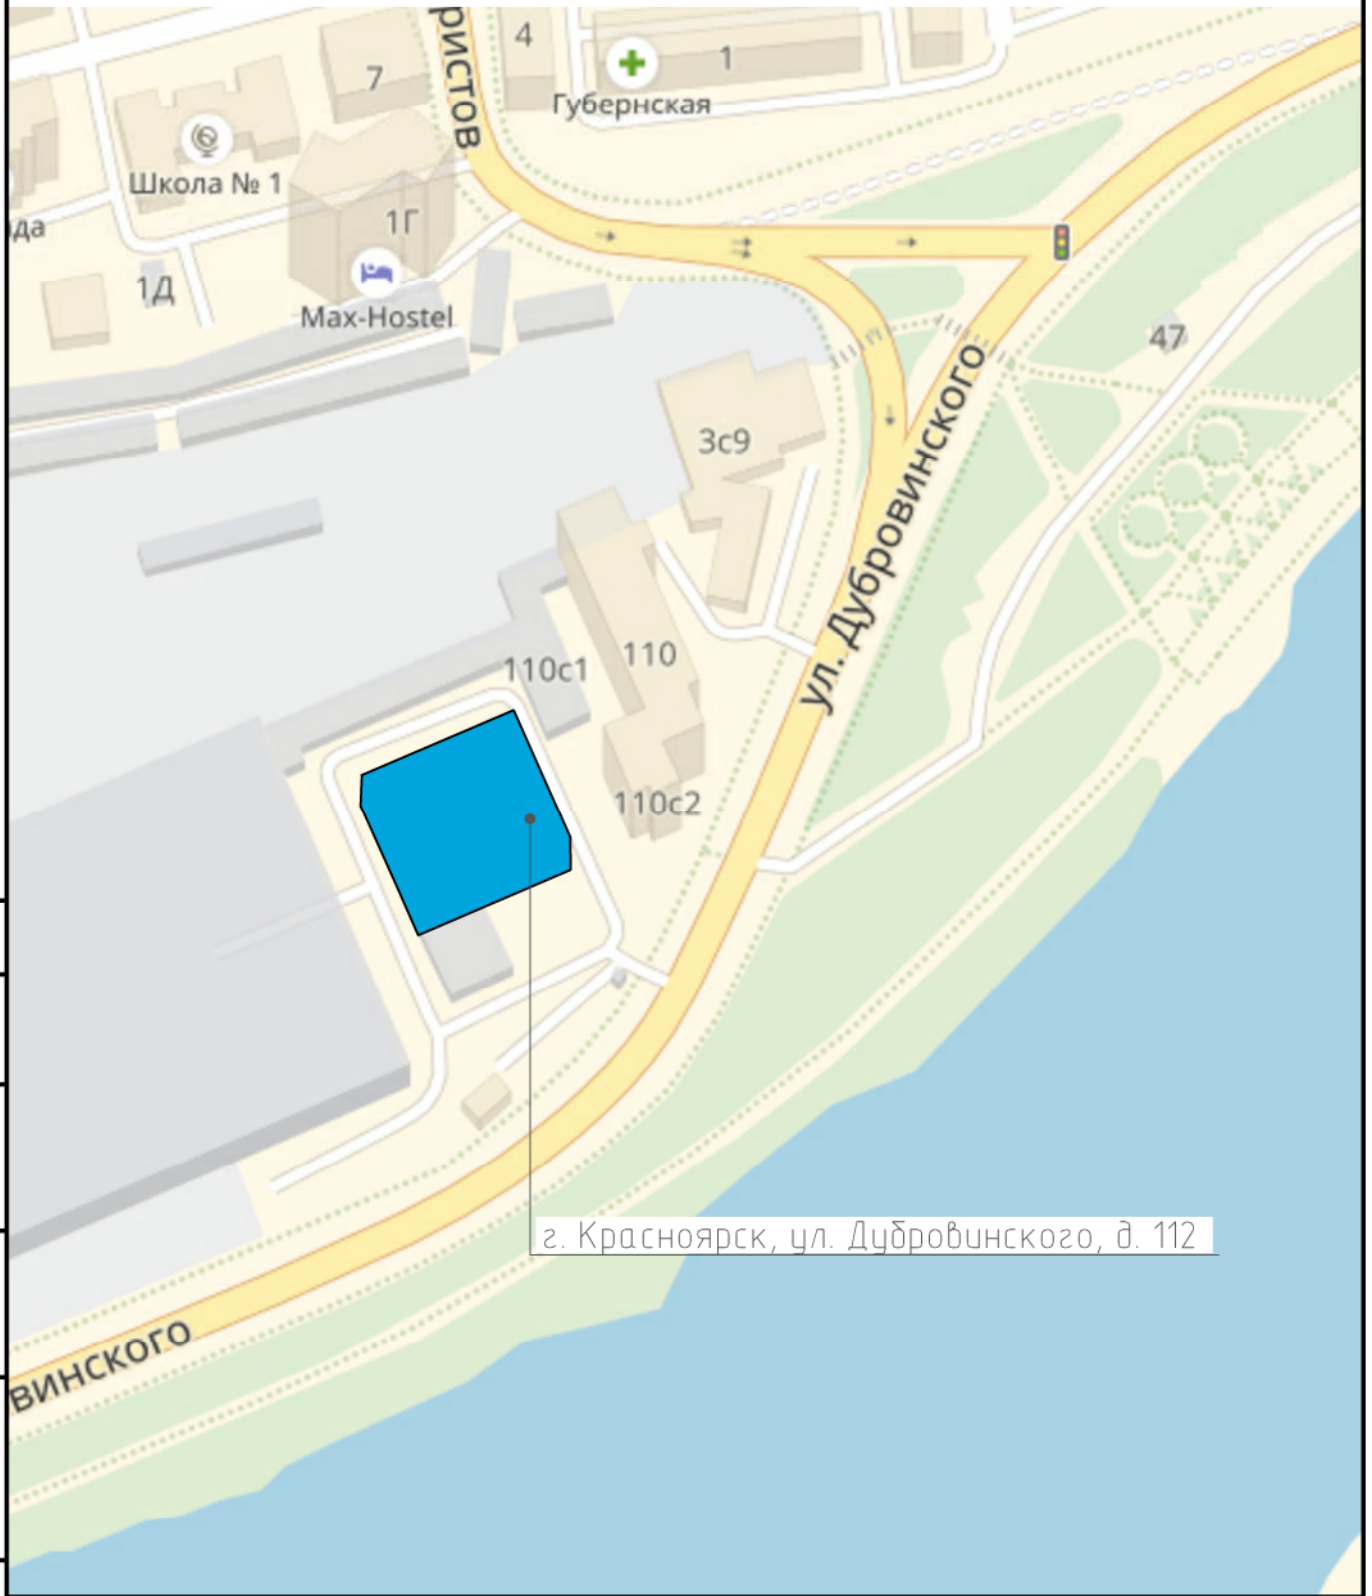 ристов
4
1
7
Губернская
Школа № 1
1Г
да
1Д
Max-Hostel
47
3с9
ул. Дубровинского
110
110с1
110с2
г. Красноярск, ул. Дубровинского, д. 112
винского